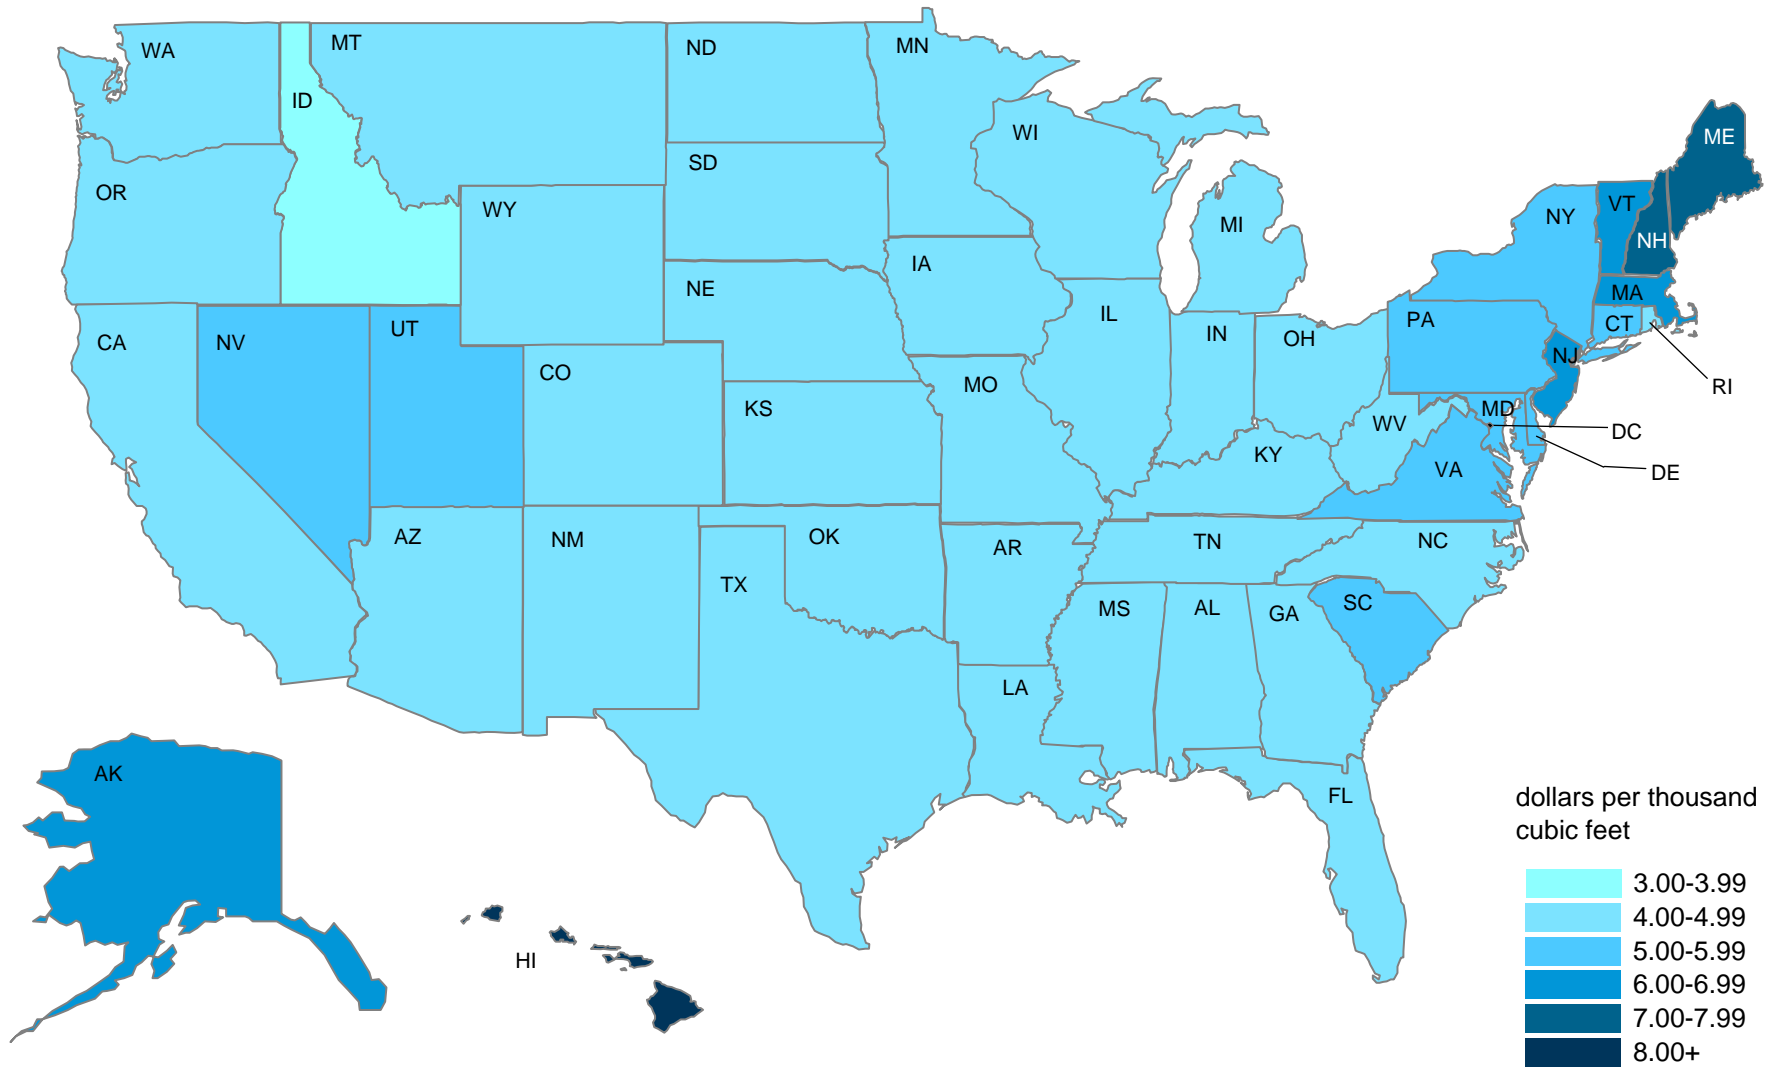 WA
MT
ND
MN
ID
WI
ME
SD
OR
WY
NY
VT
MI
NH
IA
NE
MA
IL
PA
CT
CA
NV
UT
IN
OH
NJ
CO
MO
RI
KS
MD
WV
DC
KY
VA
DE
AZ
NM
OK
AR
TN
NC
TX
MS
AL
GA
SC
LA
AK
FL
HI
dollars per thousand
cubic feet
3.00-3.99
4.00-4.99
5.00-5.99
6.00-6.99
7.00-7.99
8.00+